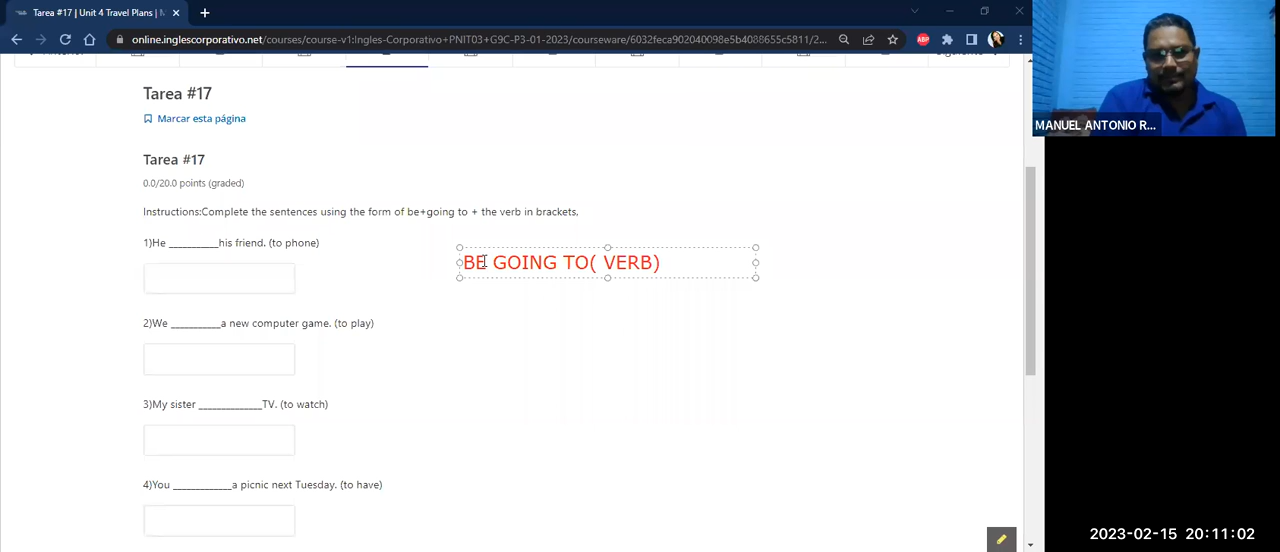 Tarea #17 | Unit 4 Travel Plans |
online.inglescorporativo.net/courses/course-v1:Ingles-Corporativo+PNIT03+G9C-P3-01-2023/courseware/6032feca902040098e5b4088655c5811/2...
ABP
Tarea #17
Marcar esta página
Tarea #17
0.0/20.0 points (graded)
Instructions:Complete the sentences using the form of be+going to + the verb in brackets,
1)He __________his friend. (to phone)
BE GOING TO( VERB)
2)We __________a new computer game. (to play)
3)My sister _____________TV. (to watch)
4)You ____________a picnic next Tuesday. (to have)
MANUEL ANTONIO R...
2023-02-15 20:11:02